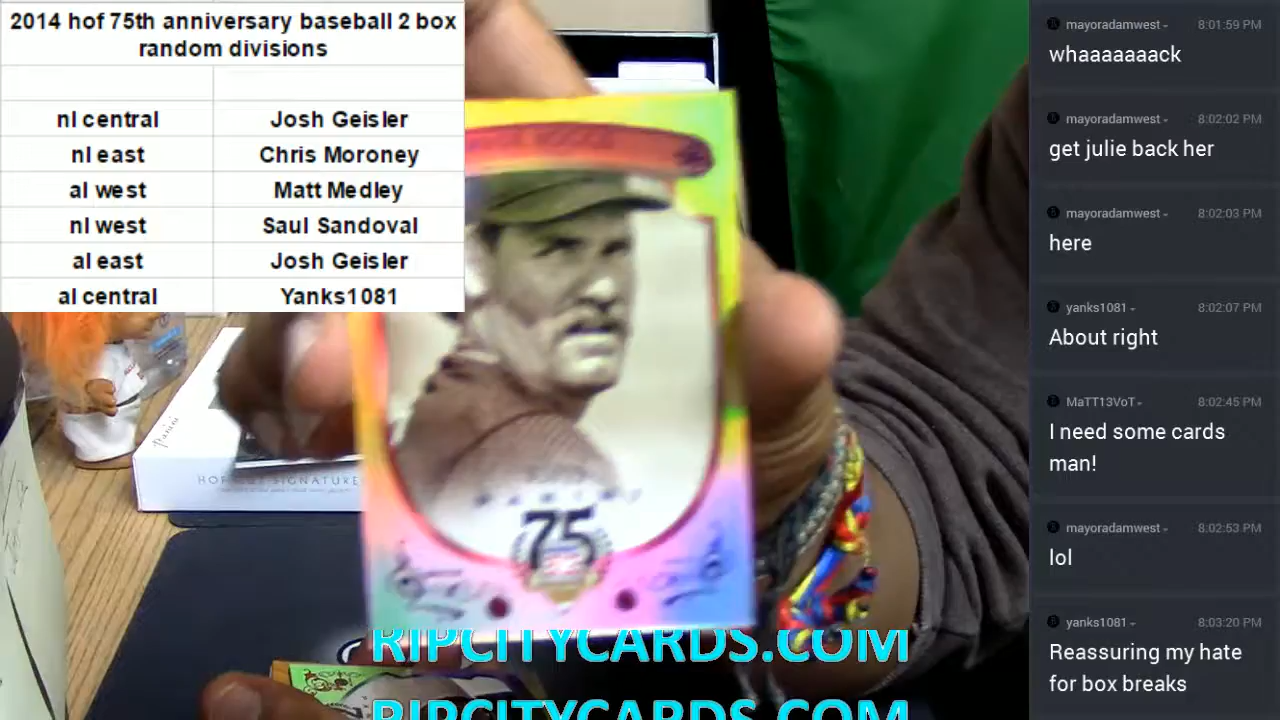 2014 hof 75th anniversary baseball 2 box
random divisions
nl central Josh Geisler
nl east Chris Moroney
al west Matt Medley
nl west Saul Sandoval
al east Josh Geisler
al central Yanks1081
PANINI
75
Panini
RIPCITYCARDS.COM
RIPCITYCARDS.COM
mayoradamwest 8:01:59 PM
whaaaaaaack
mayoradamwest 8:02:02 PM
get julie back her
mayoradamwest 8:02:03 PM
here
yanks1081 8:02:07 PM
About right
MaTT13VoT 8:02:45 PM
I need some cards
man!
mayoradamwest 8:02:53 PM
lol
yanks1081 8:03:20 PM
Reassuring my hate
for box breaks